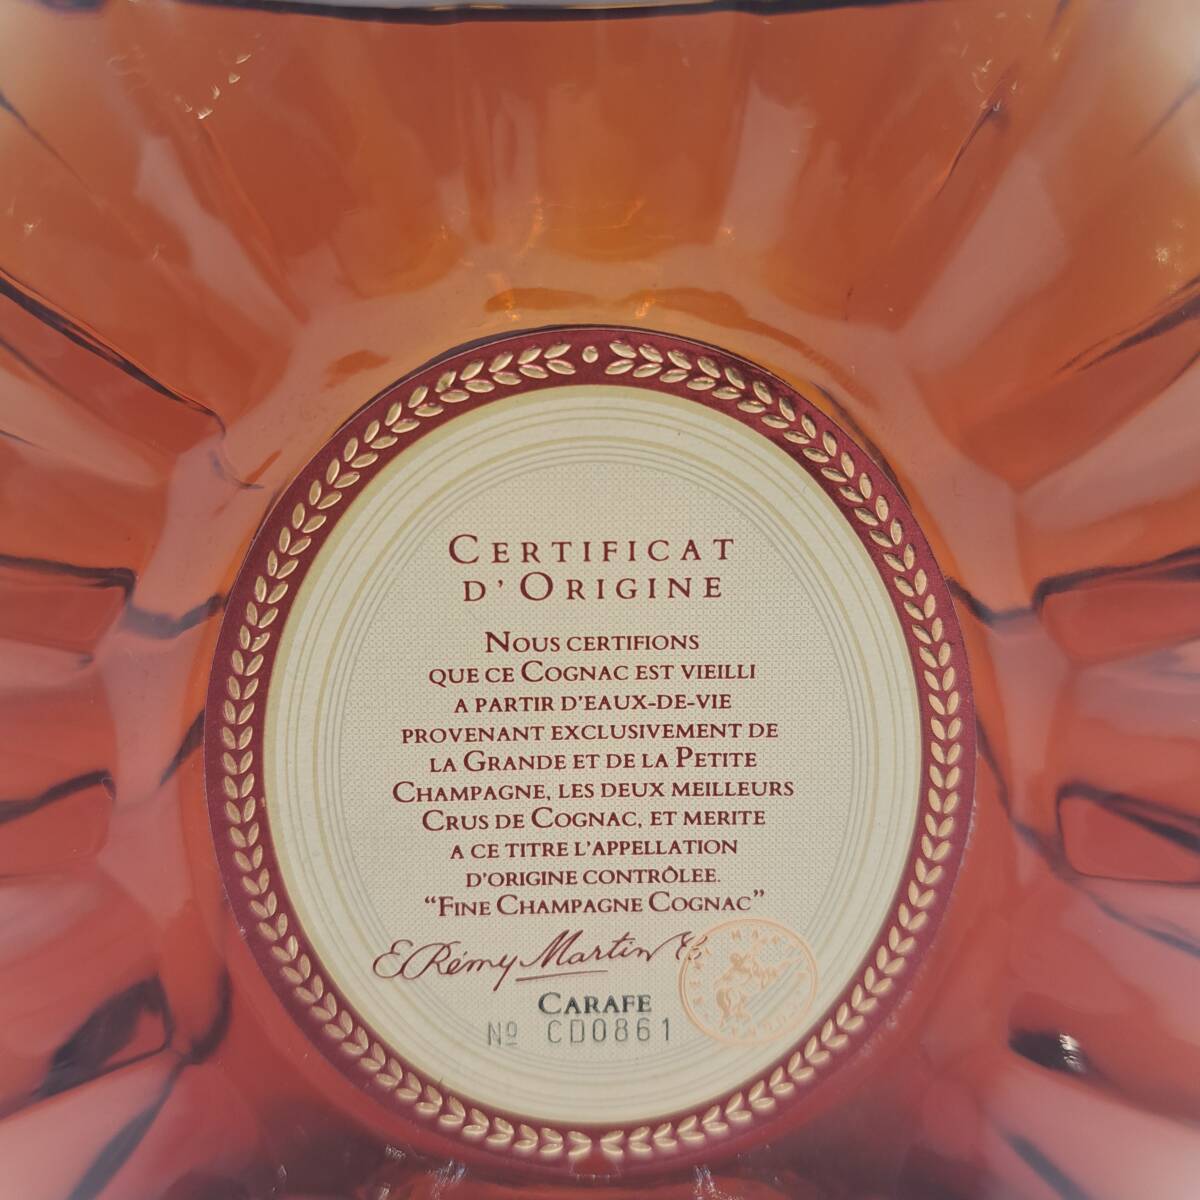 CERTIFICAT
D'ORIGINE
NOUS CERTIFIONS
QUE CE COGNAC EST VIEILLI
A PARTIR D'EAUX-DE-VIE
PROVENANT EXCLUSIVEMENT DE
LA GRANDE ET DE LA PETITE
CHAMPAGNE, LES DEUX MEILLEURS
CRUS DE COGNAC, ET MERITE
A CE TITRE L'APPELLATION
D'ORIGINE CONTRÔLEE.
“FINE CHAMPAGNE COGNAC”
E. Rémy Martin & Co
CARAFE
Nº CD0861